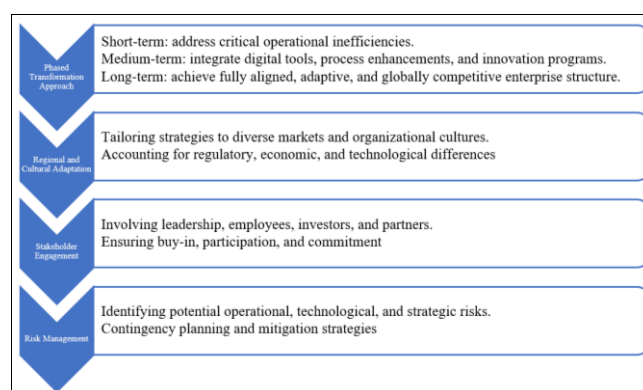 Phased
Transformation
Approach
Short-term: address critical operational inefficiencies.
Medium-term: integrate digital tools, process enhancements, and innovation programs.
Long-term: achieve fully aligned, adaptive, and globally competitive enterprise structure.
Regional and
Cultural Adaptation
Tailoring strategies to diverse markets and organizational cultures.
Accounting for regulatory, economic, and technological differences
Stakeholder
Engagement
Involving leadership, employees, investors, and partners.
Ensuring buy-in, participation, and commitment
Risk Management
Identifying potential operational, technological, and strategic risks.
Contingency planning and mitigation strategies